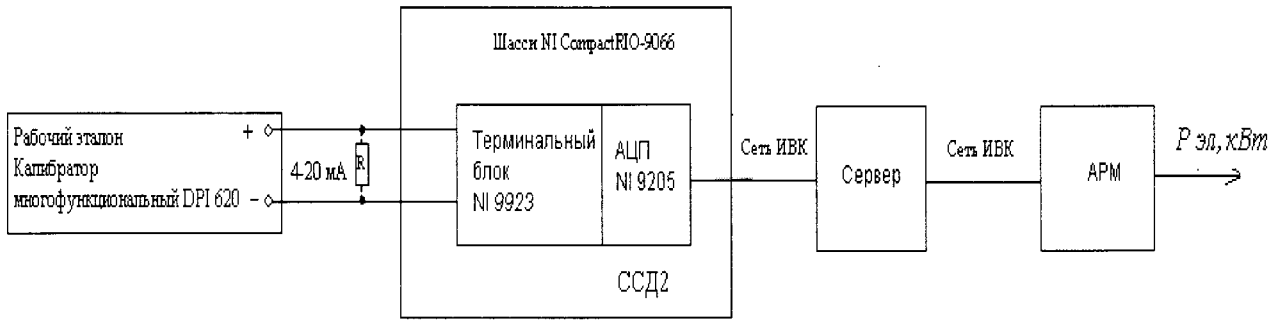 Шасси NI CompactRIO-9066
Рабочий эталон
Калибратор
многофункциональный DPI 620
+
−
4-20 мА
R
Терминальный
блок
NI 9923
АЦП
NI 9205
ССД2
Сеть ИВК
Сервер
Сеть ИВК
АРМ
Р эл, кВт